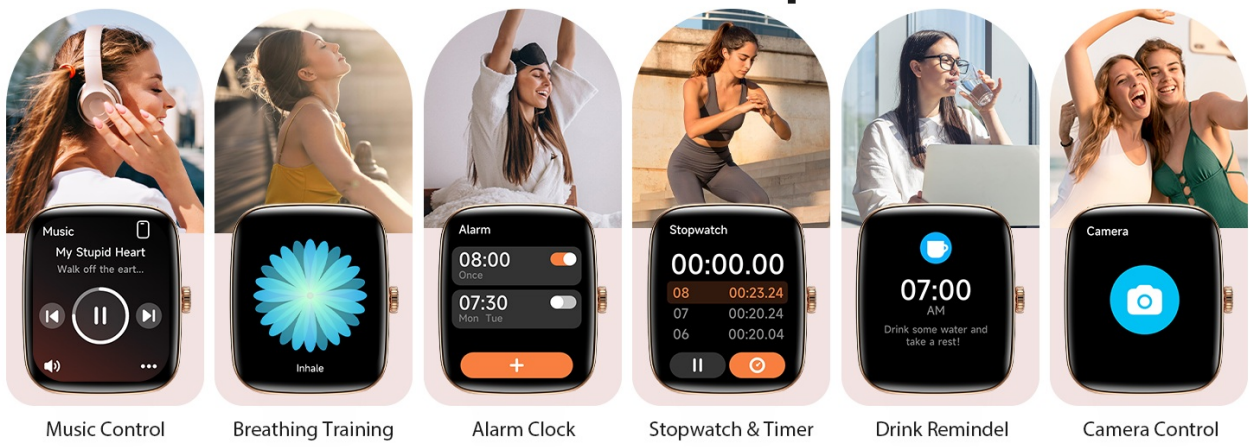 Music
My Stupid Heart
Walk off the eart...
Music Control
Inhale
Breathing Training
Alarm
08:00
Once
07:30
Mon Tue
Alarm Clock
Stopwatch
00:00.00
08 00:23.24
07 00:20.24
06 00:20.04
Stopwatch & Timer
07:00
AM
Drink some water and
take a rest!
Drink Remindel
Camera
Camera Control